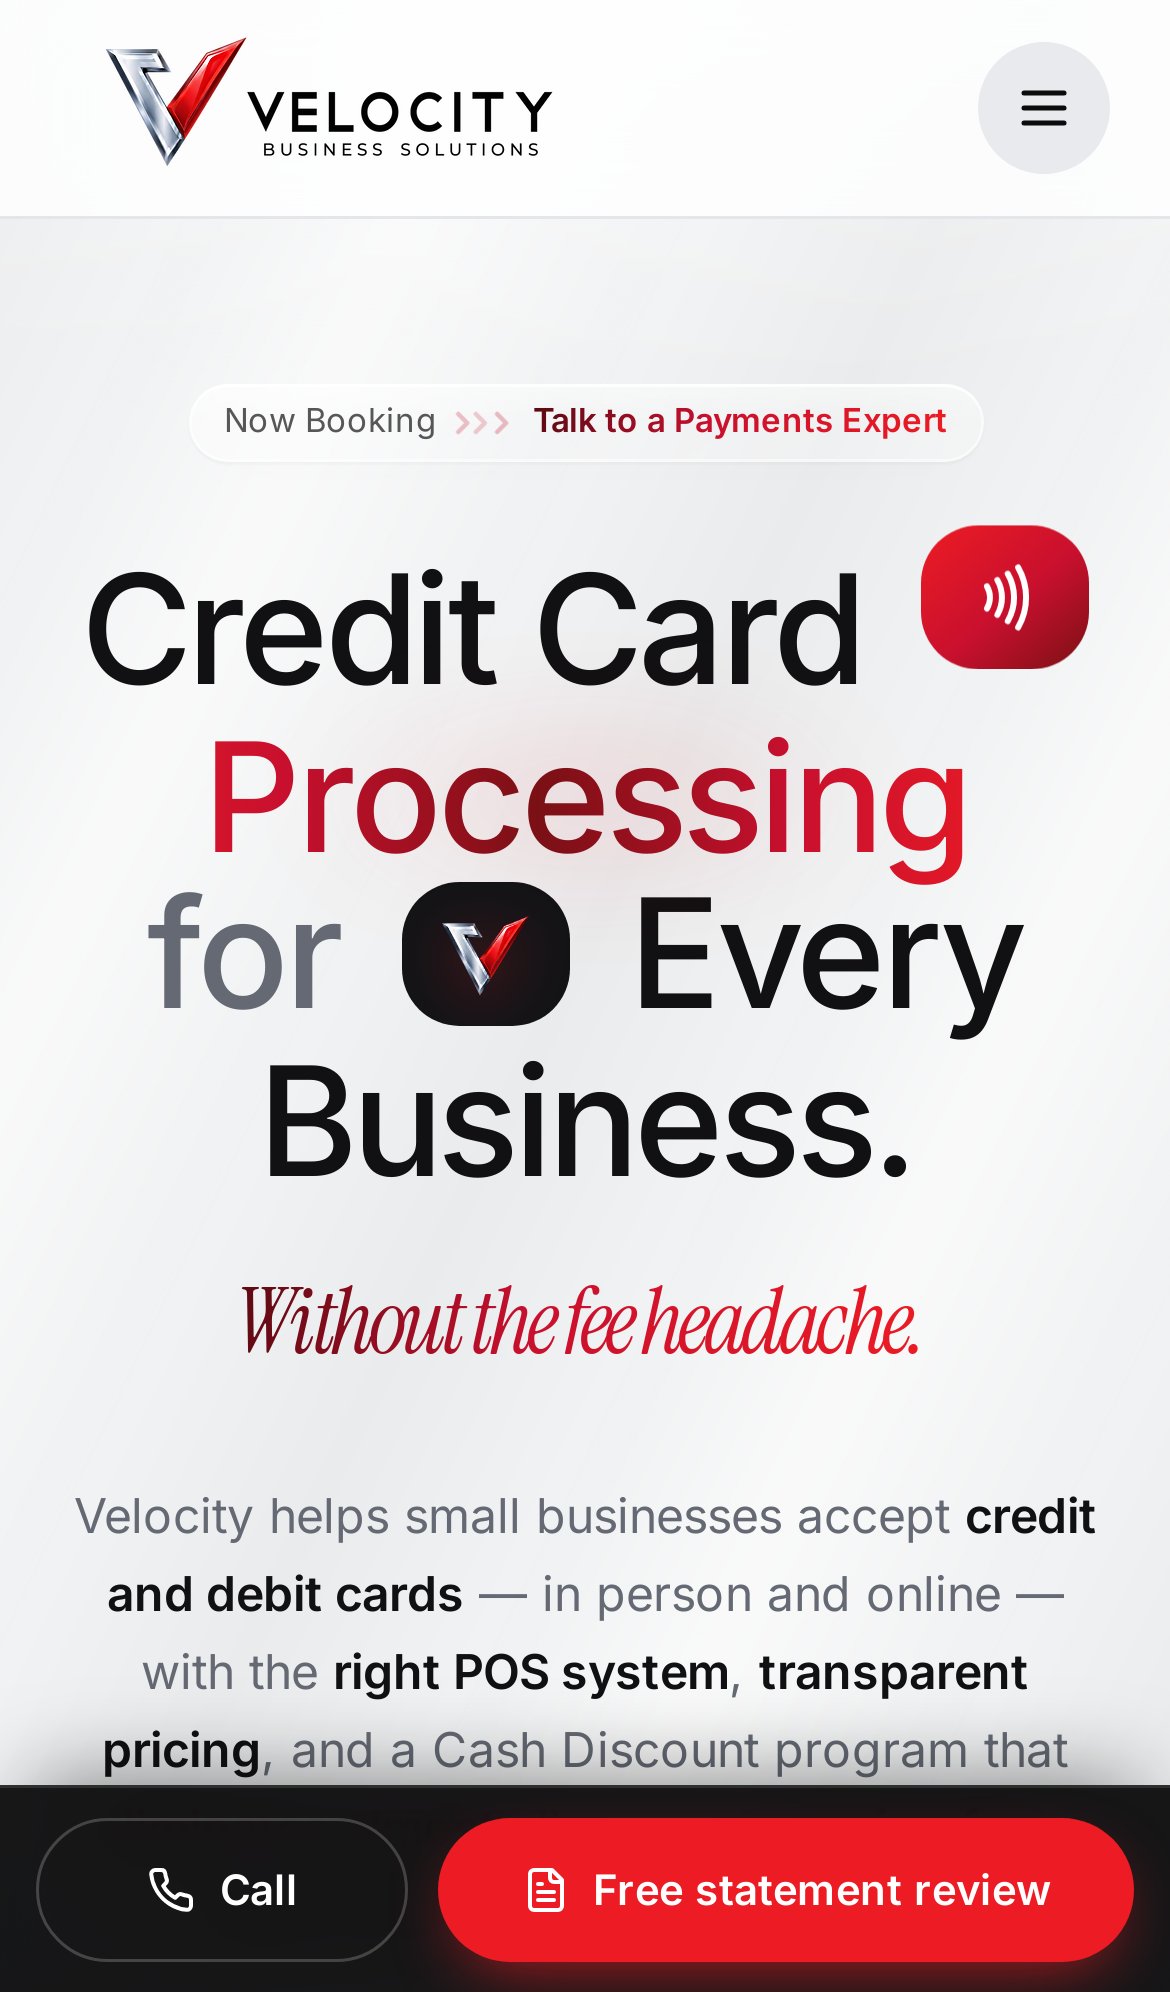 VELOCITY
BUSINESS SOLUTIONS
Now Booking Talk to a Payments Expert
Credit Card
Processing
for Every
Business.
Without the fee headache.
Velocity helps small businesses accept credit
and debit cards — in person and online —
with the right POS system, transparent
pricing, and a Cash Discount program that
Call
Free statement review